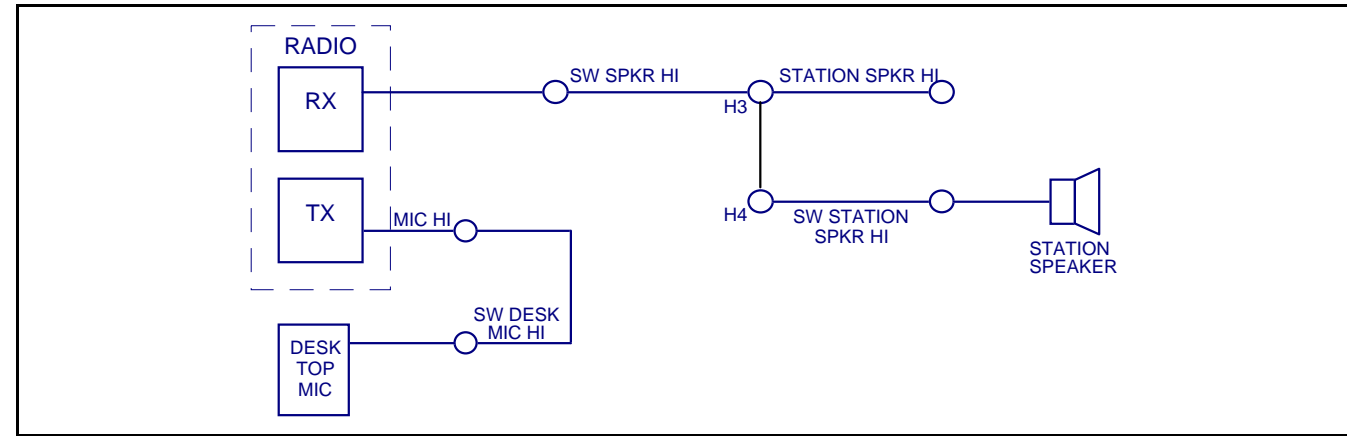 RADIO
RX
SW SPKR HI
STATION SPKR HI
H3
TX
MIC HI
H4
SW STATION
SPKR HI
STATION
SPEAKER
SW DESK
MIC HI
DESK
TOP
MIC